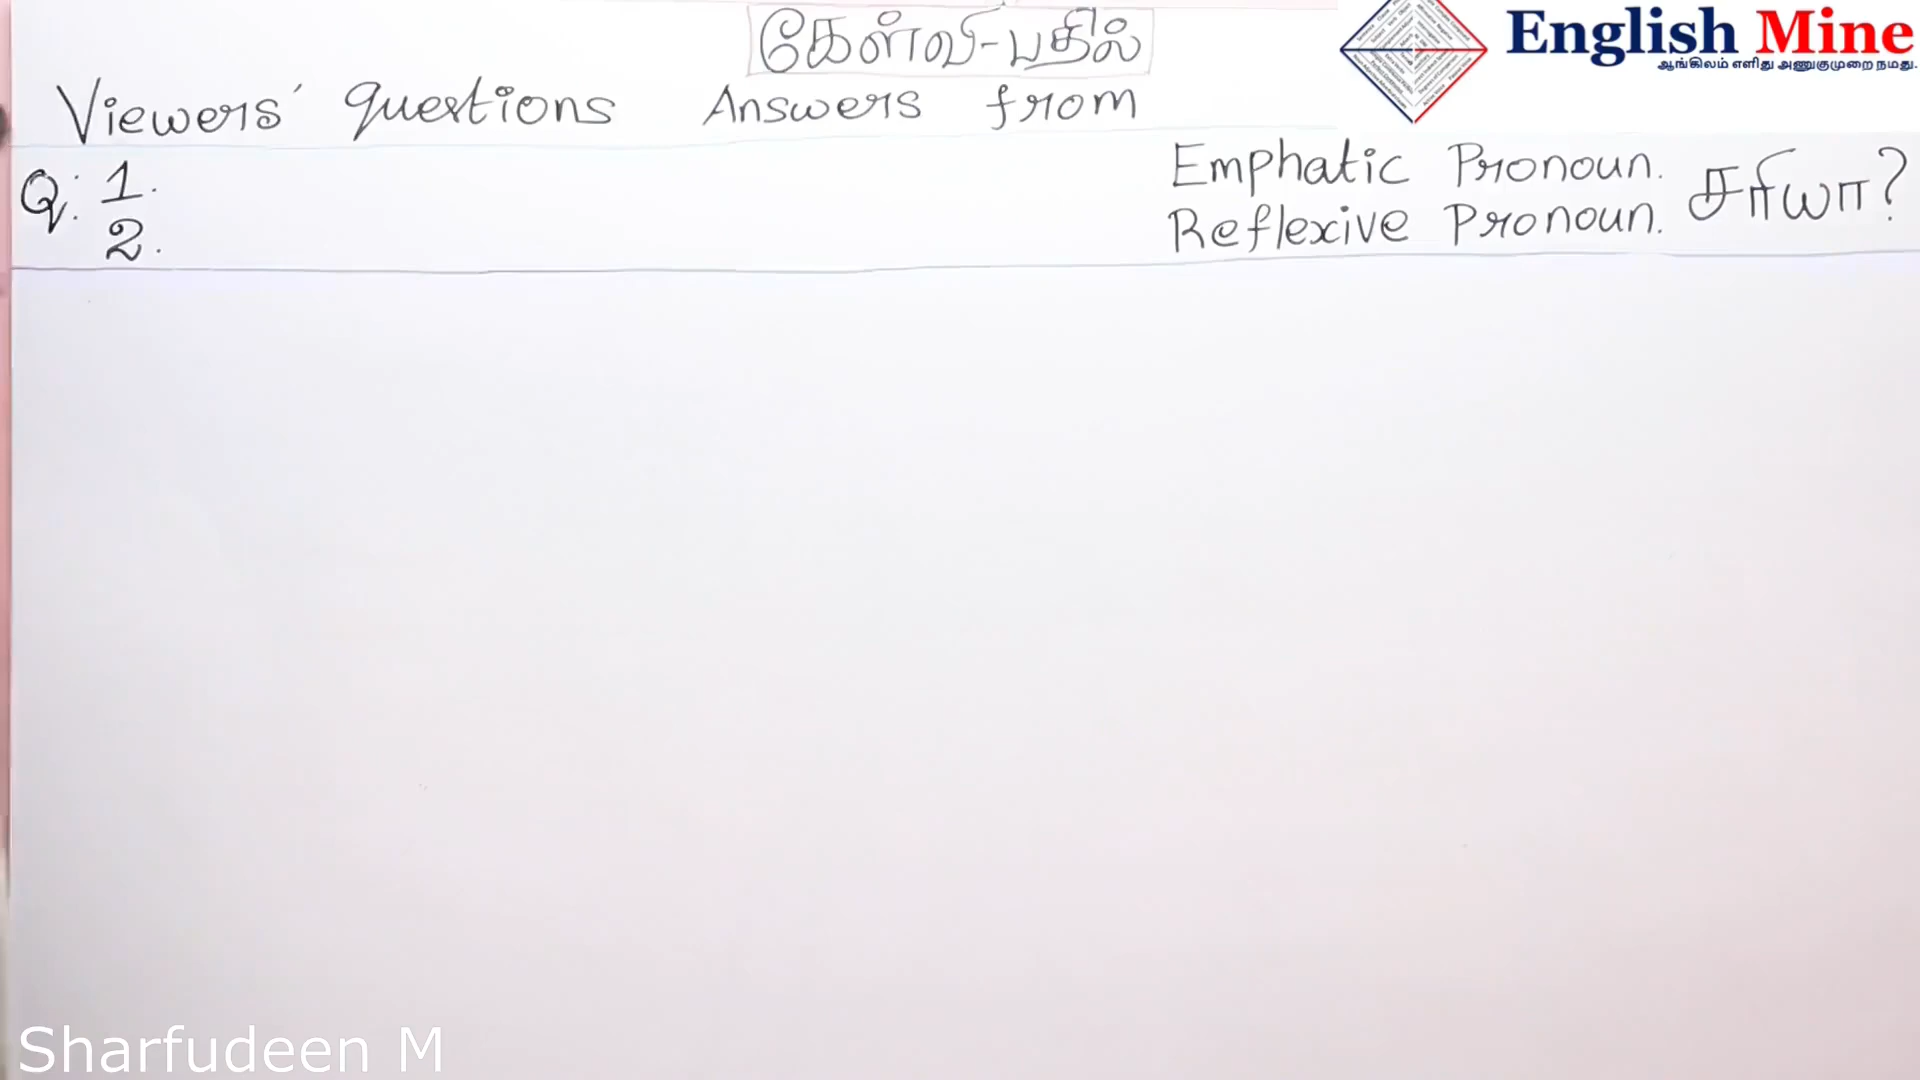 கேள்வி-பதில்
English Mine
ஆங்கிலம் எளிது அணுகுமுறை நமது.
Viewers' questions Answers from
Q: 1. Emphatic Pronoun.
சரியா?
2. Reflexive Pronoun.
Sharfudeen M